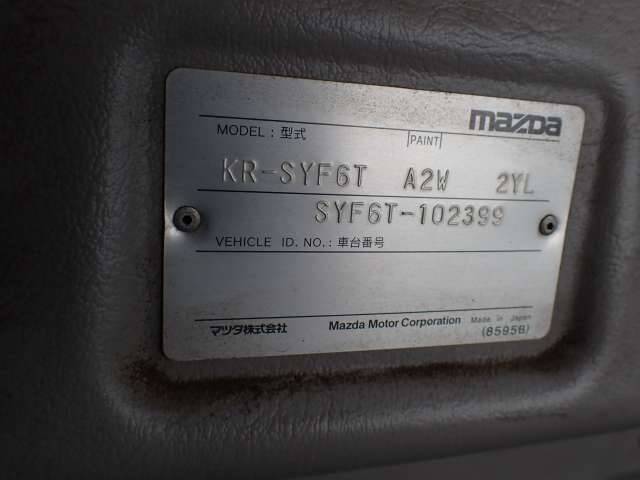 mazda
MODEL : 型式 PAINT
KR-SYF6T A2W 2YL
SYF6T-102399
VEHICLE ID. NO. : 車台番号
マツダ株式会社 Mazda Motor Corporation Made in Japan
(8595B)